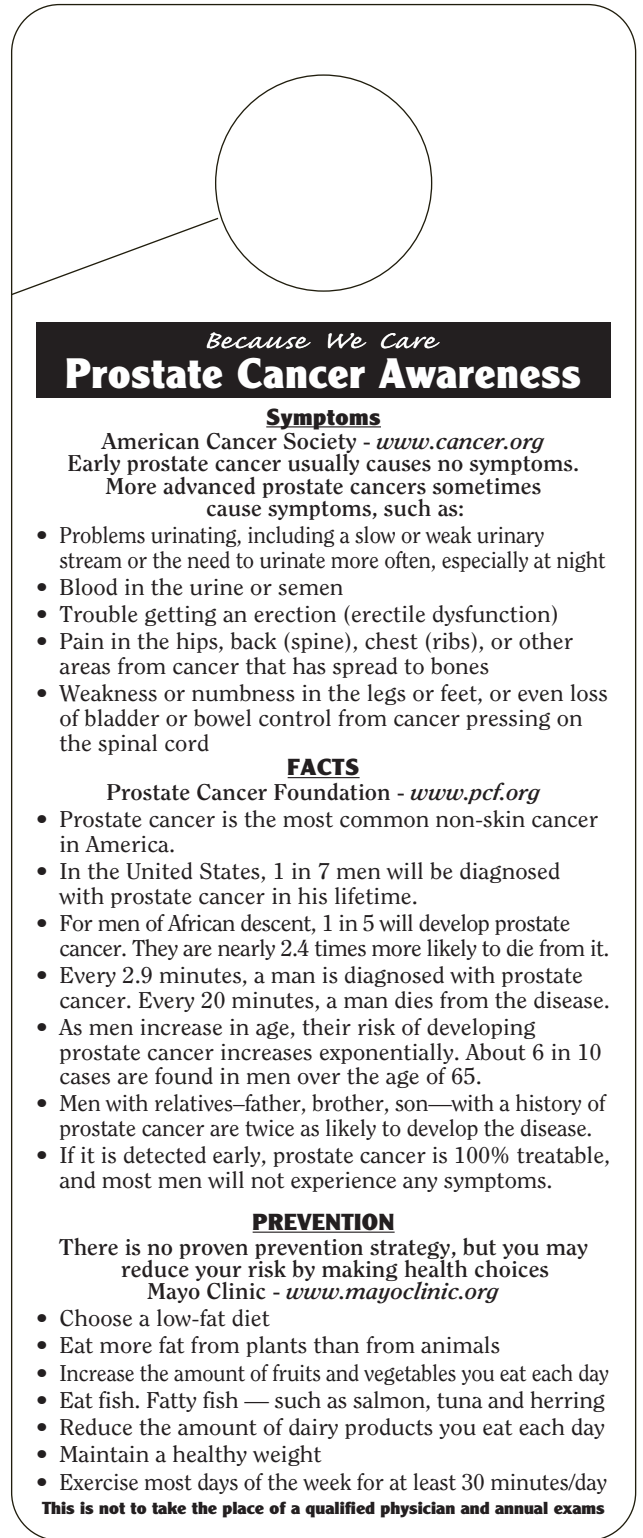 Because We Care
Prostate Cancer Awareness
Symptoms
American Cancer Society - www.cancer.org
Early prostate cancer usually causes no symptoms.
More advanced prostate cancers sometimes
cause symptoms, such as:
• Problems urinating, including a slow or weak urinary
stream or the need to urinate more often, especially at night
• Blood in the urine or semen
• Trouble getting an erection (erectile dysfunction)
• Pain in the hips, back (spine), chest (ribs), or other
areas from cancer that has spread to bones
• Weakness or numbness in the legs or feet, or even loss
of bladder or bowel control from cancer pressing on
the spinal cord
FACTS
Prostate Cancer Foundation - www.pcf.org
• Prostate cancer is the most common non-skin cancer
in America.
• In the United States, 1 in 7 men will be diagnosed
with prostate cancer in his lifetime.
• For men of African descent, 1 in 5 will develop prostate
cancer. They are nearly 2.4 times more likely to die from it.
• Every 2.9 minutes, a man is diagnosed with prostate
cancer. Every 20 minutes, a man dies from the disease.
• As men increase in age, their risk of developing
prostate cancer increases exponentially. About 6 in 10
cases are found in men over the age of 65.
• Men with relatives–father, brother, son—with a history of
prostate cancer are twice as likely to develop the disease.
• If it is detected early, prostate cancer is 100% treatable,
and most men will not experience any symptoms.
PREVENTION
There is no proven prevention strategy, but you may
reduce your risk by making health choices
Mayo Clinic - www.mayoclinic.org
• Choose a low-fat diet
• Eat more fat from plants than from animals
• Increase the amount of fruits and vegetables you eat each day
• Eat fish. Fatty fish — such as salmon, tuna and herring
• Reduce the amount of dairy products you eat each day
• Maintain a healthy weight
• Exercise most days of the week for at least 30 minutes/day
This is not to take the place of a qualified physician and annual exams